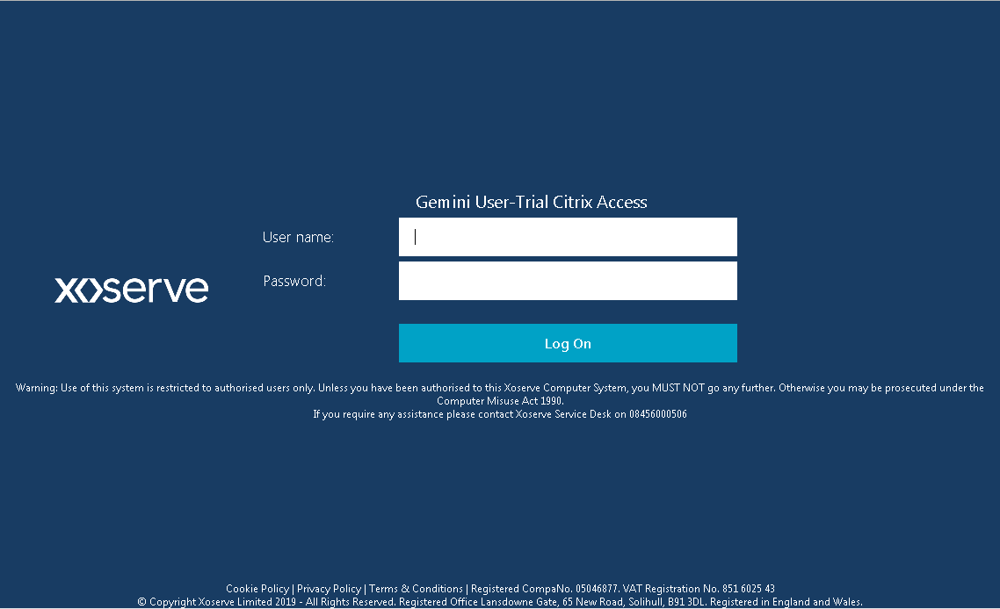 Gemini User-Trial Citrix Access
User name:
xoserve
Password:
Log On
Warning: Use of this system is restricted to authorised users only. Unless you have been authorised to this Xoserve Computer System, you MUST NOT go any further. Otherwise you may be prosecuted under the
Computer Misuse Act 1990.
If you require any assistance please contact Xoserve Service Desk on 08456000506
Cookie Policy | Privacy Policy | Terms & Conditions | Registered CompaNo. 05046877. VAT Registration No. 851 6025 43
© Copyright Xoserve Limited 2019 - All Rights Reserved. Registered Office Lansdowne Gate, 65 New Road, Solihull, B91 3DL. Registered in England and Wales.